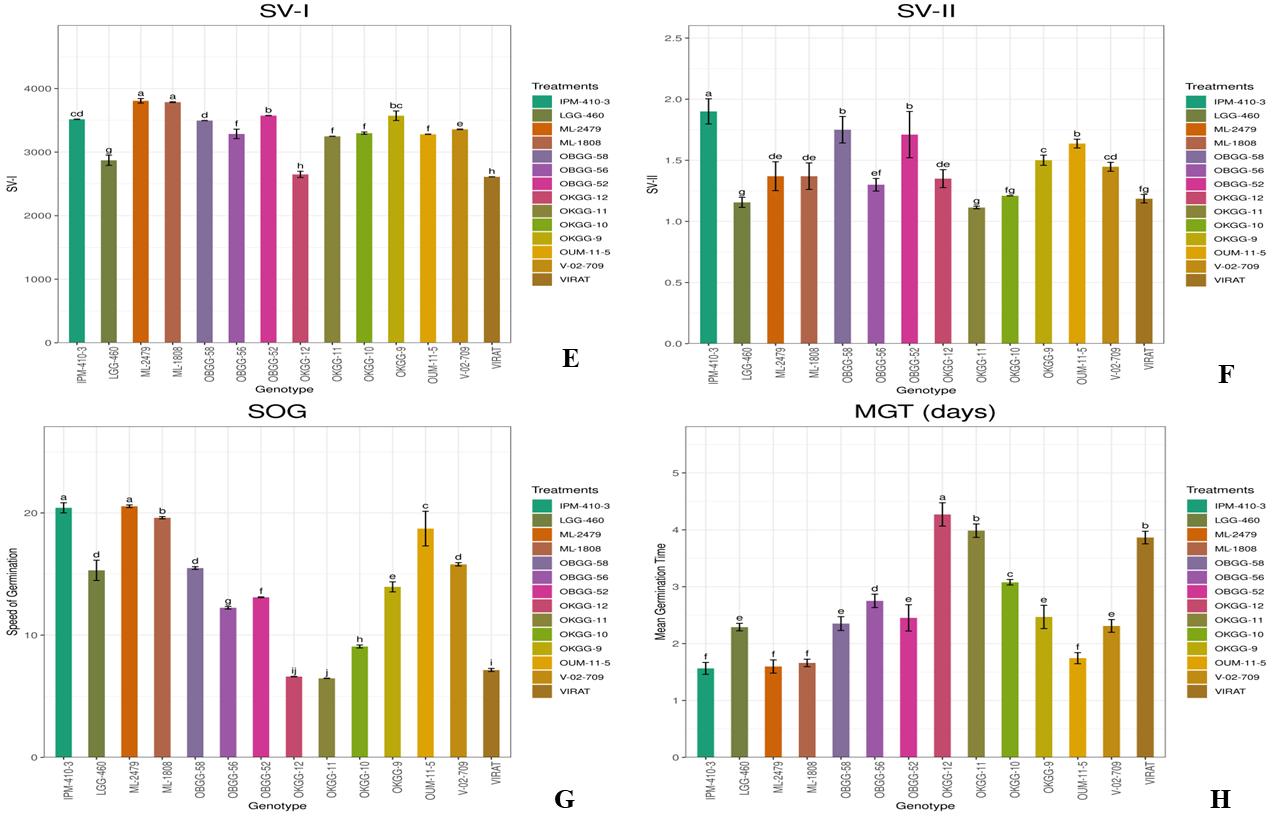 SV-I
SV-I
4000
3000
2000
1000
0
cd
g
a
a
d
f
b
h
f
f
bc
f
e
h
IPM-410-3
LGG-460
ML-2479
ML-1808
OBGG-58
OBGG-56
OBGG-52
OKGG-12
OKGG-11
OKGG-10
OKGG-9
OUM-11-5
V-02-709
VIRAT
Genotype
Treatments
IPM-410-3
LGG-460
ML-2479
ML-1808
OBGG-58
OBGG-56
OBGG-52
OKGG-12
OKGG-11
OKGG-10
OKGG-9
OUM-11-5
V-02-709
VIRAT
E
SV-II
SV-II
2.5
2.0
1.5
1.0
0.5
0.0
a
g
de
de
b
ef
b
de
g
fg
c
b
cd
fg
IPM-410-3
LGG-460
ML-2479
ML-1808
OBGG-58
OBGG-56
OBGG-52
OKGG-12
OKGG-11
OKGG-10
OKGG-9
OUM-11-5
V-02-709
VIRAT
Genotype
Treatments
IPM-410-3
LGG-460
ML-2479
ML-1808
OBGG-58
OBGG-56
OBGG-52
OKGG-12
OKGG-11
OKGG-10
OKGG-9
OUM-11-5
V-02-709
VIRAT
F
SOG
Speed of Germination
20
10
0
a
d
a
b
d
g
f
ij
j
h
e
c
d
i
IPM-410-3
LGG-460
ML-2479
ML-1808
OBGG-58
OBGG-56
OBGG-52
OKGG-12
OKGG-11
OKGG-10
OKGG-9
OUM-11-5
V-02-709
VIRAT
Genotype
Treatments
IPM-410-3
LGG-460
ML-2479
ML-1808
OBGG-58
OBGG-56
OBGG-52
OKGG-12
OKGG-11
OKGG-10
OKGG-9
OUM-11-5
V-02-709
VIRAT
G
MGT (days)
Mean Germination Time
5
4
3
2
1
0
f
e
f
f
e
d
e
a
b
c
e
f
e
b
IPM-410-3
LGG-460
ML-2479
ML-1808
OBGG-58
OBGG-56
OBGG-52
OKGG-12
OKGG-11
OKGG-10
OKGG-9
OUM-11-5
V-02-709
VIRAT
Genotype
Treatments
IPM-410-3
LGG-460
ML-2479
ML-1808
OBGG-58
OBGG-56
OBGG-52
OKGG-12
OKGG-11
OKGG-10
OKGG-9
OUM-11-5
V-02-709
VIRAT
H